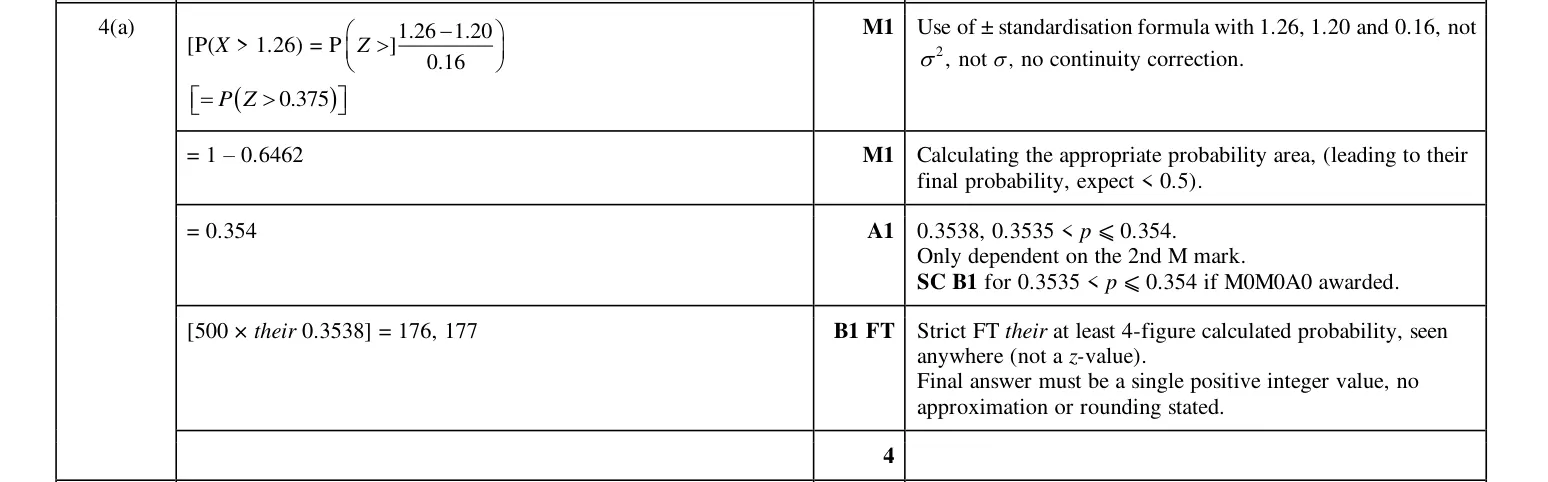 4(a)
[P(X > 1.26) = P(Z >] (1.26 − 1.20)/0.16)
[= P(Z > 0.375)]
M1
Use of ± standardisation formula with 1.26, 1.20 and 0.16, not
σ², not σ, no continuity correction.
= 1 – 0.6462
M1
Calculating the appropriate probability area, (leading to their
final probability, expect < 0.5).
= 0.354
A1
0.3538, 0.3535 < p ⩽ 0.354.
Only dependent on the 2nd M mark.
SC B1 for 0.3535 < p ⩽ 0.354 if M0M0A0 awarded.
[500 × their 0.3538] = 176, 177
B1 FT
Strict FT their at least 4-figure calculated probability, seen
anywhere (not a z-value).
Final answer must be a single positive integer value, no
approximation or rounding stated.
4